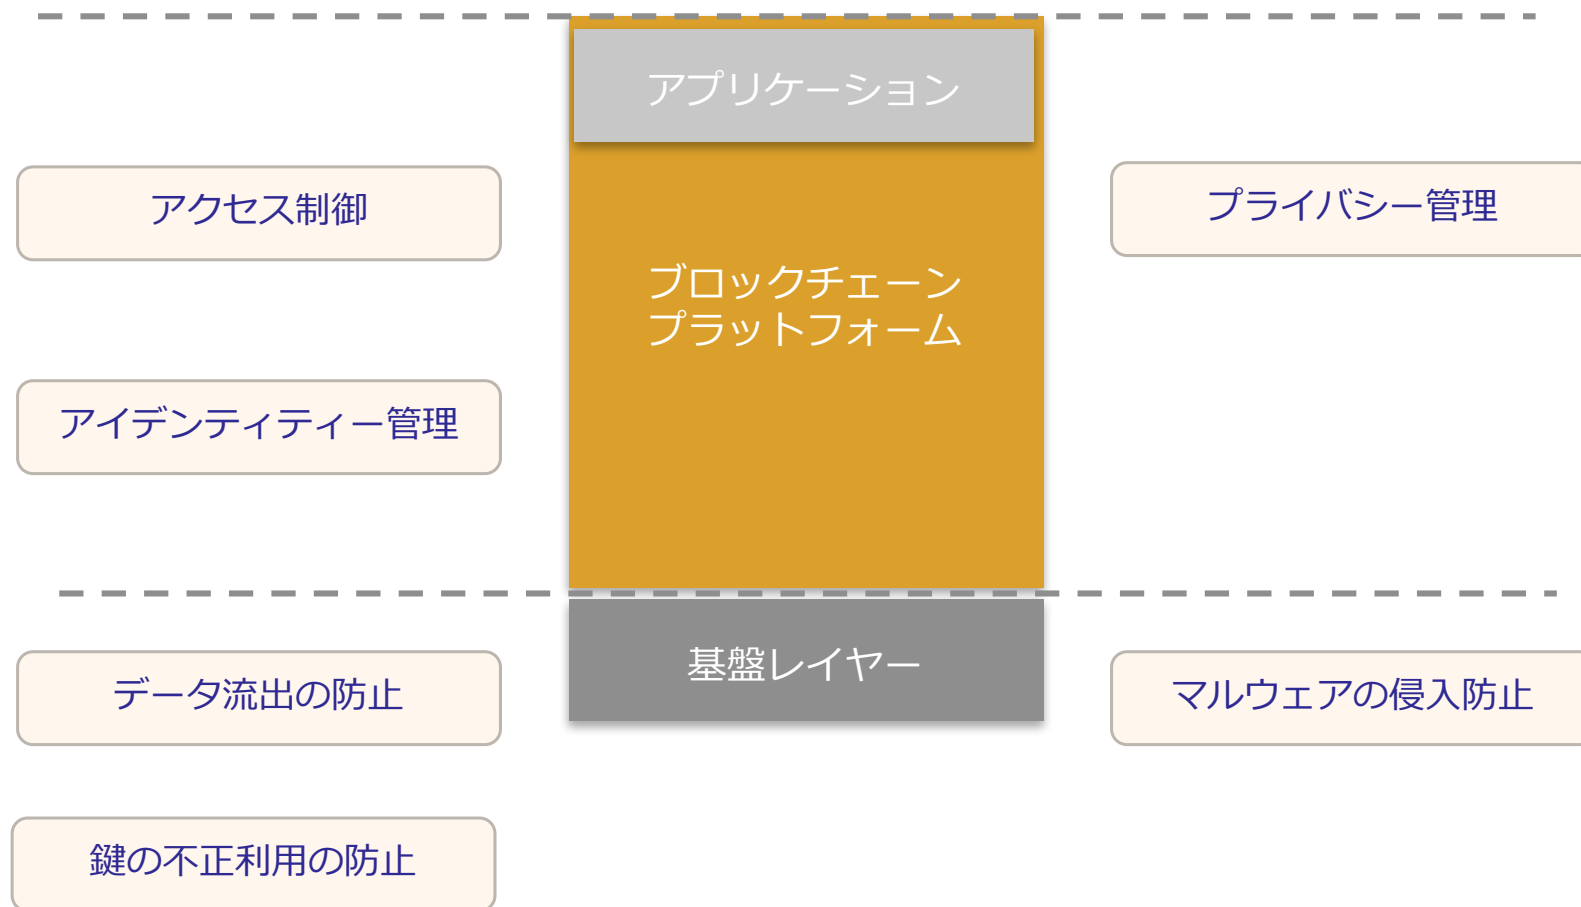 アプリケーション
アクセス制御
プライバシー管理
ブロックチェーン
プラットフォーム
アイデンティティー管理
基盤レイヤー
データ流出の防止
マルウェアの侵入防止
鍵の不正利用の防止